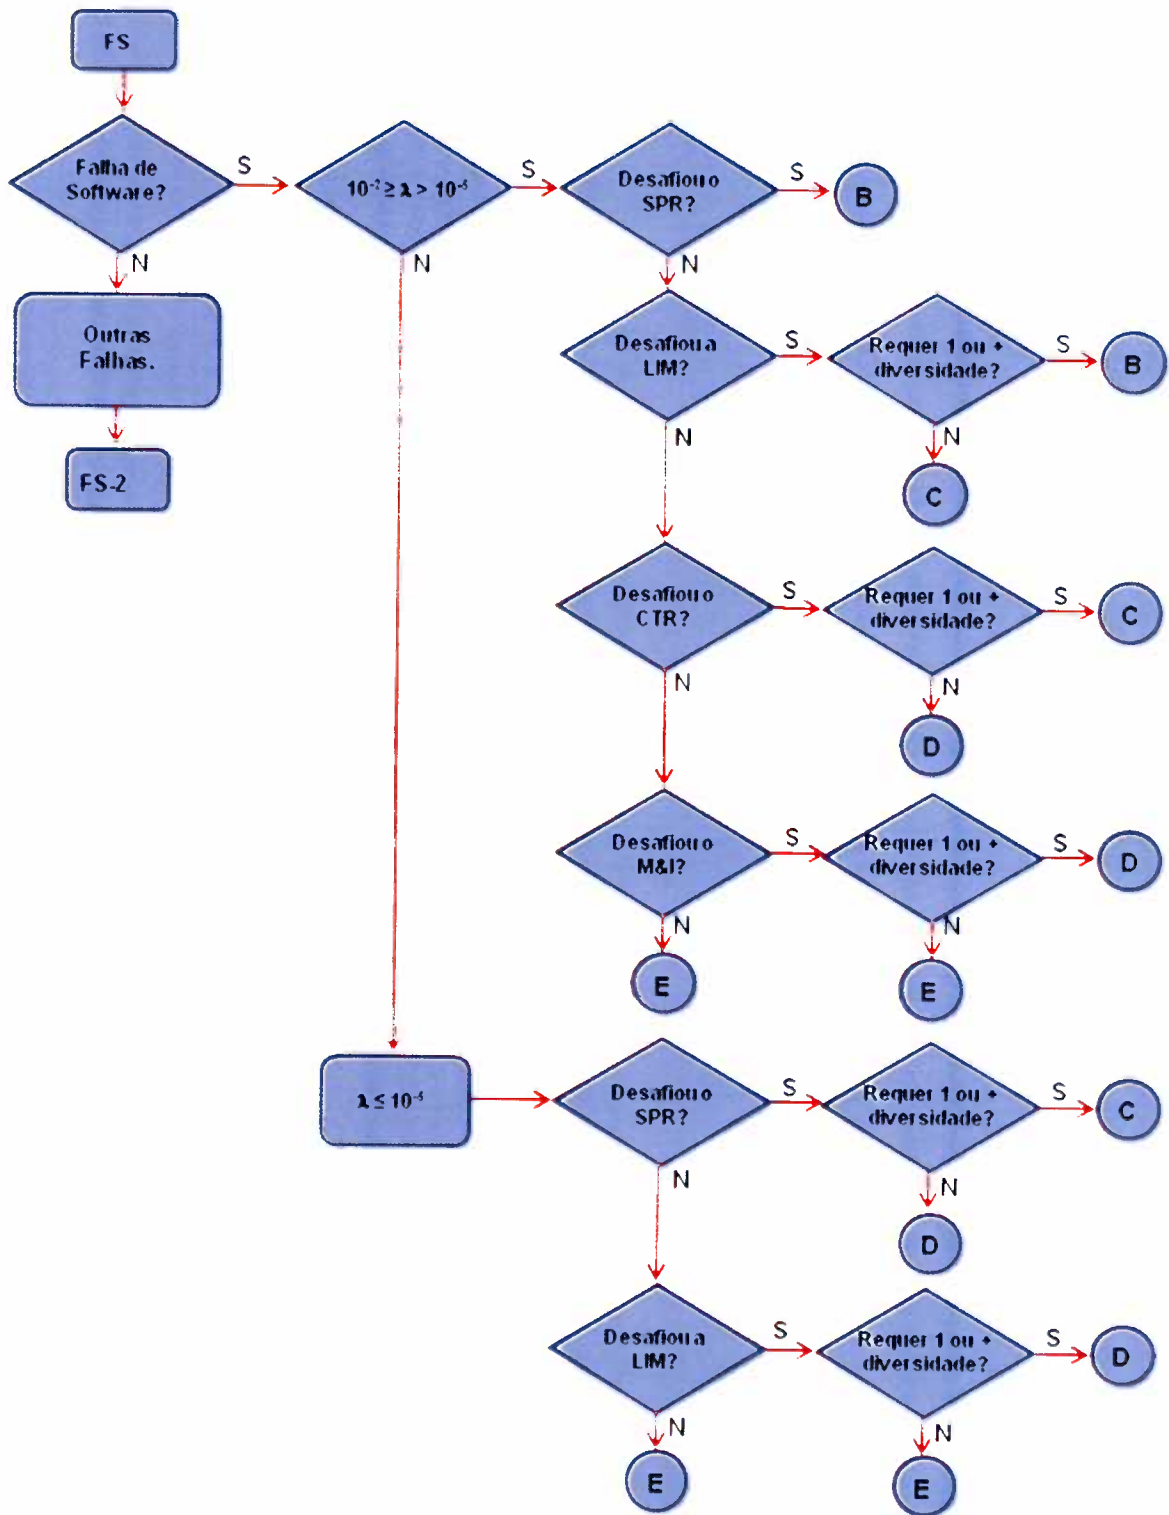 FS
Falha de
Software?
S
10⁻² ≥ λ > 10⁻⁵
S
Desafiou o
SPR?
S
B
N
N
N
Outras
Falhas.
Desafiou a
LIM?
S
Requer 1 ou +
diversidade?
S
B
N
N
FS-2
C
Desafiou o
CTR?
S
Requer 1 ou +
diversidade?
S
C
N
N
D
Desafiou o
M&I?
S
Requer 1 ou +
diversidade?
S
D
N
N
E
E
λ ≤ 10⁻⁵
Desafiou o
SPR?
S
Requer 1 ou +
diversidade?
S
C
N
N
D
Desafiou a
LIM?
S
Requer 1 ou +
diversidade?
S
D
N
N
E
E